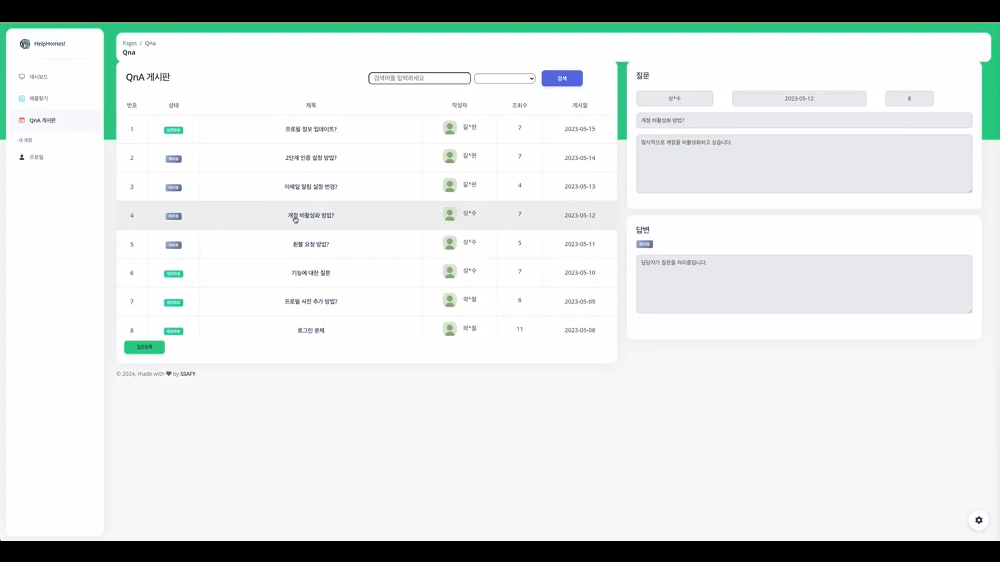 HelpHomes!
대시보드
매물찾기
QnA 게시판
내 계정
프로필
Pages / Qna
Qna
QnA 게시판
검색어를 입력하세요
검색
번호 상태 제목 작성자 조회수 게시일
1 답변완료 프로필 정보 업데이트? 갈*현 7 2023-05-15
2 처리중 2단계 인증 설정 방법? 갈*현 7 2023-05-14
3 처리중 이메일 알림 설정 변경? 갈*현 4 2023-05-13
4 처리중 계정 비활성화 방법? 성*수 7 2023-05-12
5 처리중 환불 요청 방법? 성*수 5 2023-05-11
6 답변완료 기능에 대한 질문 성*수 7 2023-05-10
7 답변완료 프로필 사진 추가 방법? 곽*철 6 2023-05-09
8 답변완료 로그인 문제 곽*철 11 2023-05-08
질문등록
© 2024, made with ♥ by SSAFY
질문
성*수 2023-05-12 8
계정 비활성화 방법?
일시적으로 계정을 비활성화하고 싶습니다.
답변
처리중
담당자가 질문을 처리중입니다.